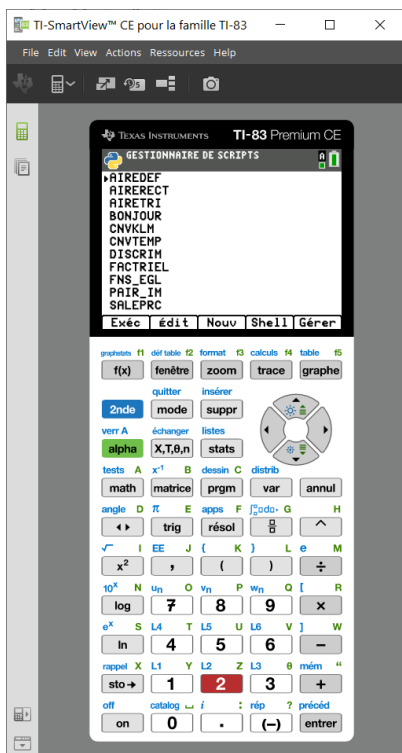 TI-SmartView™ CE pour la famille TI-83
File Edit View Actions Ressources Help
TEXAS INSTRUMENTS TI-83 Premium CE
GESTIONNAIRE DE SCRIPTS A
AIREDEF
AIRERECT
AIRETRI
BONJOUR
CNVKLM
CNVTEMP
DISCRIM
FACTRIEL
FNS_EGL
PAIR_IM
SALEPRC
Exéc édit Nouv Shell Gérer
graphstats f1 déf table f2 format f3 calculs f4 table f5
f(x) fenêtre zoom trace graphe
quitter insérer
2nde mode suppr
verr A échanger listes
alpha X,T,θ,n stats
tests A x⁻¹ B dessin C distrib
math matrice prgm var annul
angle D π E apps F G H
trig résol ^
√ I EE J { K } L e M
x² , ( ) ÷
10ˣ N uₙ O vₙ P wₙ Q [ R
log 7 8 9 ×
eˣ S L4 T L5 U L6 V ] W
ln 4 5 6 −
rappel X L1 Y L2 Z L3 θ mém "
sto→ 1 2 3 +
off catalog i : rép ? précéd
on 0 . (−) entrer